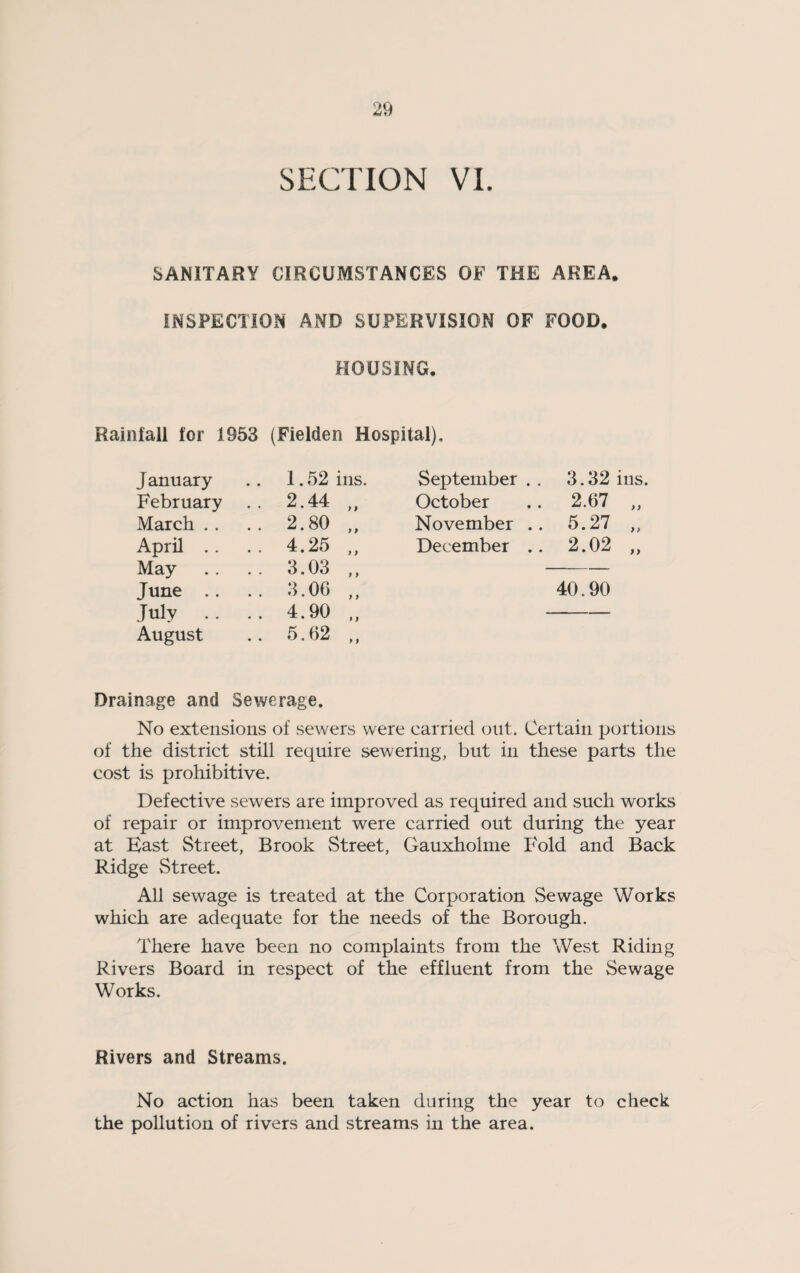 29
SECTION VI.
SANITARY CIRCUMSTANCES OF THE AREA.
INSPECTION AND SUPERVISION OF FOOD.
HOUSING.
Rainfall for 1953 (Fielden Hospital).
January .. 1.52 ins. September .. 3.32 ins.
February .. 2.44 ,, October .. 2.67 ,,
March .. .. 2.80 ,, November .. 5.27 ,,
April .. .. 4.25 ,, December .. 2.02 ,,
May .. .. 3.03 ,,
June .. .. 3.06 ,, 40.90
July .. .. 4.90 ,,
August .. 5.62 ,,
Drainage and Sewerage.
No extensions of sewers were carried out. Certain portions
of the district still require sewering, but in these parts the
cost is prohibitive.
Defective sewers are improved as required and such works
of repair or improvement were carried out during the year
at East Street, Brook Street, Gauxholme Fold and Back
Ridge Street.
All sewage is treated at the Corporation Sewage Works
which are adequate for the needs of the Borough.
There have been no complaints from the West Riding
Rivers Board in respect of the effluent from the Sewage
Works.
Rivers and Streams.
No action has been taken during the year to check
the pollution of rivers and streams in the area.